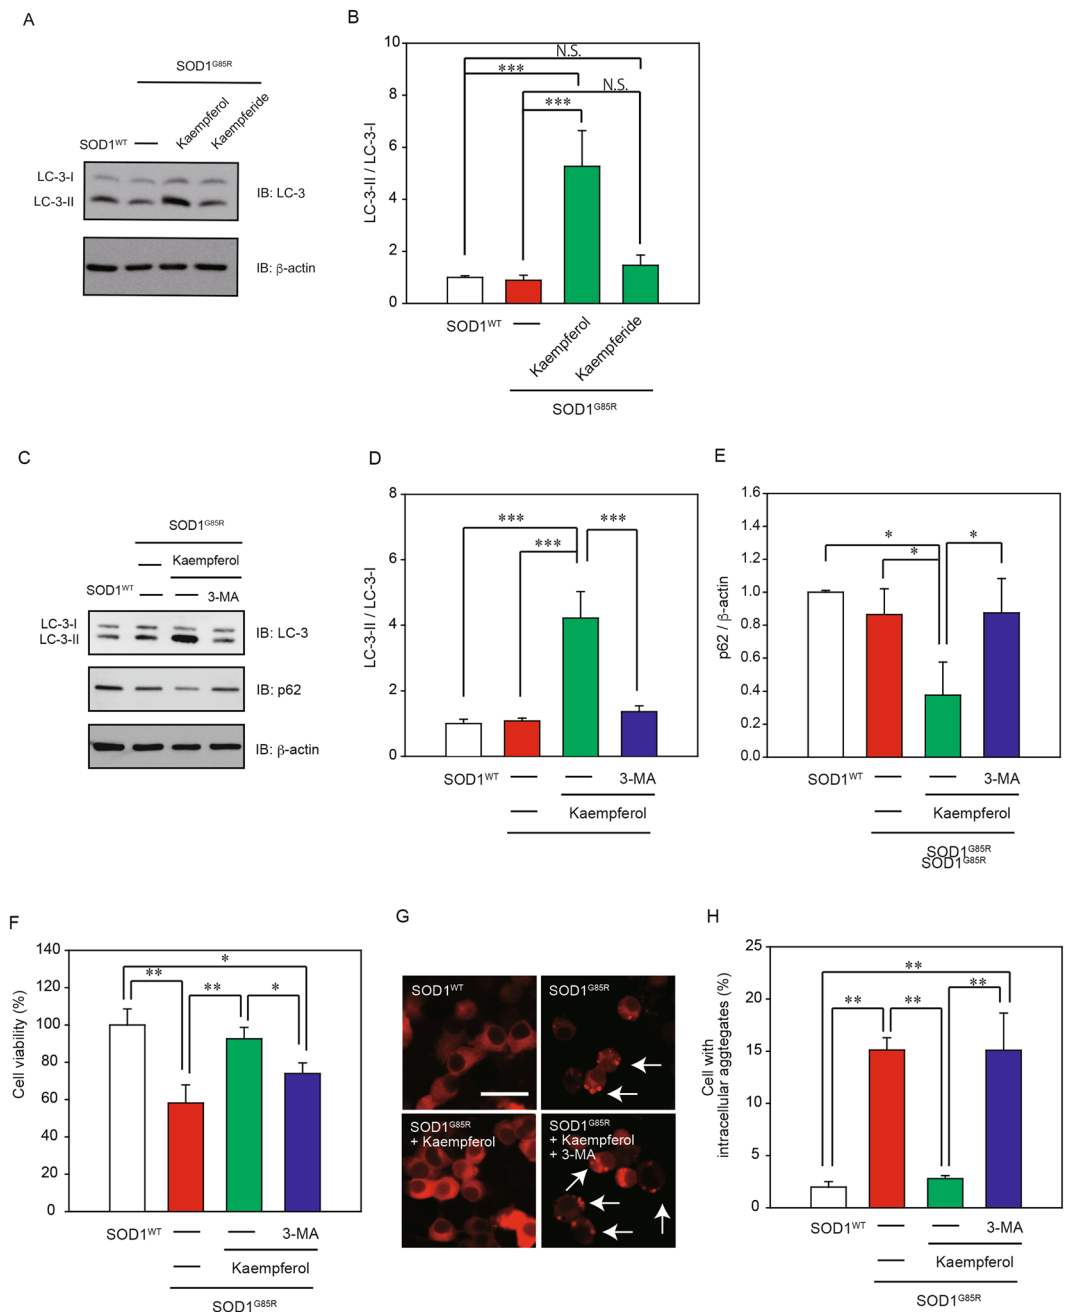 A
SOD1G85R
Kaempferol
Kaempferide
SOD1WT —
LC-3-I
LC-3-II
IB: LC-3
IB: β-actin
B
LC-3-II / LC-3-I
10
8
6
4
2
0
N.S.
***
N.S.
***
SOD1WT —
Kaempferol
Kaempferide
SOD1G85R
C
SOD1G85R
Kaempferol
SOD1WT — — 3-MA
LC-3-I
LC-3-II
IB: LC-3
IB: p62
IB: β-actin
D
LC-3-II / LC-3-I
8
6
4
2
0
*** ***
***
SOD1WT — — 3-MA
— Kaempferol
E
p62 / β-actin
1.6
1.4
1.2
1.0
0.8
0.6
0.4
0.2
0.0
* *
*
SOD1WT — — 3-MA
— Kaempferol
SOD1G85R
SOD1G85R
F
Cell viability (%)
140
120
100
80
60
40
20
0
*
** ** *
SOD1WT — — 3-MA
Kaempferol
SOD1G85R
G
SOD1WT
SOD1G85R
SOD1G85R
+ Kaempferol
SOD1G85R
+ Kaempferol
+ 3-MA
H
Cell with
intracellular aggtegates (%)
25
20
15
10
5
0
**
** ** **
SOD1WT — — 3-MA
Kaempferol
SOD1G85R